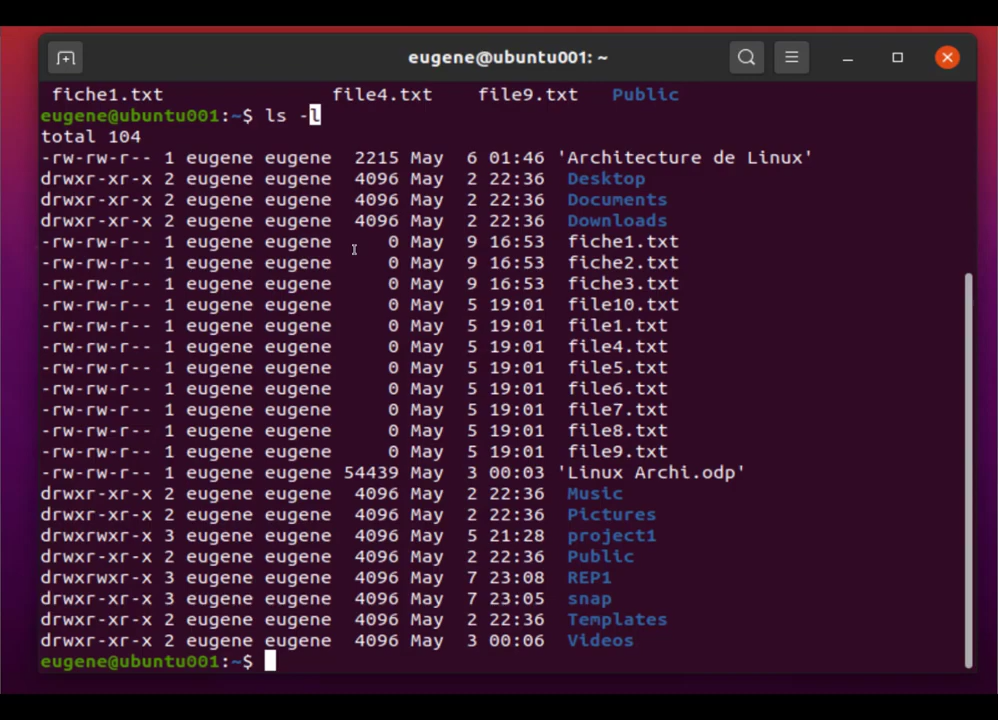 eugene@ubuntu001: ~
fiche1.txt file4.txt file9.txt Public
eugene@ubuntu001:~$ ls -l
total 104
-rw-rw-r-- 1 eugene eugene 2215 May 6 01:46 'Architecture de Linux'
drwxr-xr-x 2 eugene eugene 4096 May 2 22:36 Desktop
drwxr-xr-x 2 eugene eugene 4096 May 2 22:36 Documents
drwxr-xr-x 2 eugene eugene 4096 May 2 22:36 Downloads
-rw-rw-r-- 1 eugene eugene 0 May 9 16:53 fiche1.txt
-rw-rw-r-- 1 eugene eugene 0 May 9 16:53 fiche2.txt
-rw-rw-r-- 1 eugene eugene 0 May 9 16:53 fiche3.txt
-rw-rw-r-- 1 eugene eugene 0 May 5 19:01 file10.txt
-rw-rw-r-- 1 eugene eugene 0 May 5 19:01 file1.txt
-rw-rw-r-- 1 eugene eugene 0 May 5 19:01 file4.txt
-rw-rw-r-- 1 eugene eugene 0 May 5 19:01 file5.txt
-rw-rw-r-- 1 eugene eugene 0 May 5 19:01 file6.txt
-rw-rw-r-- 1 eugene eugene 0 May 5 19:01 file7.txt
-rw-rw-r-- 1 eugene eugene 0 May 5 19:01 file8.txt
-rw-rw-r-- 1 eugene eugene 0 May 5 19:01 file9.txt
-rw-rw-r-- 1 eugene eugene 54439 May 3 00:03 'Linux Archi.odp'
drwxr-xr-x 2 eugene eugene 4096 May 2 22:36 Music
drwxr-xr-x 2 eugene eugene 4096 May 2 22:36 Pictures
drwxrwxr-x 3 eugene eugene 4096 May 5 21:28 project1
drwxr-xr-x 2 eugene eugene 4096 May 2 22:36 Public
drwxrwxr-x 3 eugene eugene 4096 May 7 23:08 REP1
drwxr-xr-x 3 eugene eugene 4096 May 7 23:05 snap
drwxr-xr-x 2 eugene eugene 4096 May 2 22:36 Templates
drwxr-xr-x 2 eugene eugene 4096 May 3 00:06 Videos
eugene@ubuntu001:~$